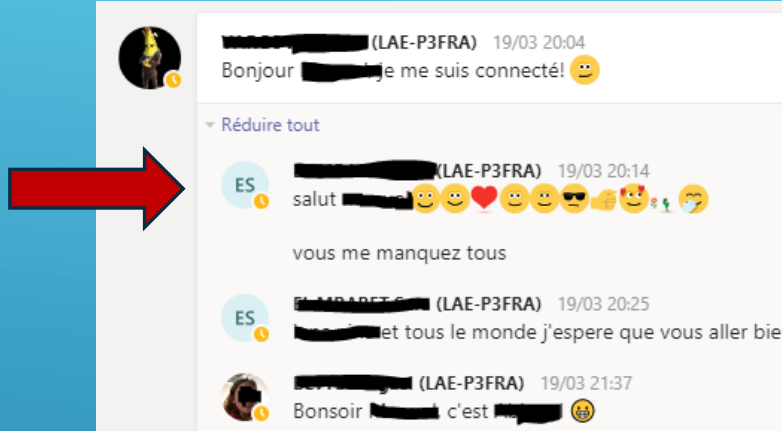 (LAE-P3FRA) 19/03 20:04
Bonjour je me suis connecté!
Réduire tout
(LAE-P3FRA) 19/03 20:14
ES
salut
vous me manquez tous
(LAE-P3FRA) 19/03 20:25
ES
et tous le monde j'espere que vous aller bie
(LAE-P3FRA) 19/03 21:37
Bonsoir c'est